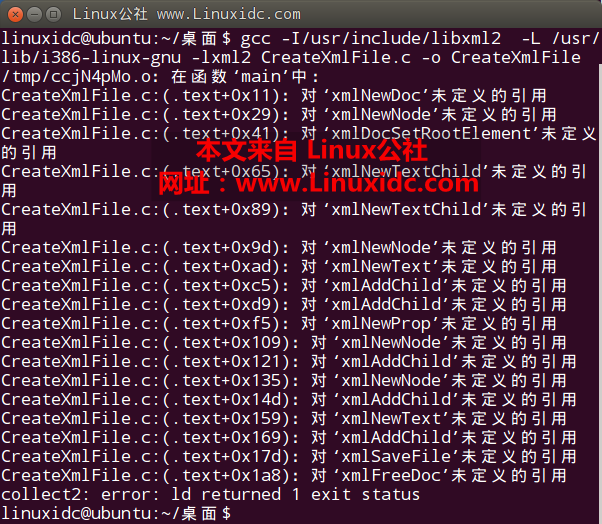 Linux公社 www.Linuxidc.com
linuxidc@ubuntu:~/桌面$ gcc -I/usr/include/libxml2  -L /usr/
lib/i386-linux-gnu -lxml2 CreateXmlFile.c -o CreateXmlFile
/tmp/ccjN4pMo.o: 在函数‘main’中:
CreateXmlFile.c:(.text+0x11): 对‘xmlNewDoc’未定义的引用
CreateXmlFile.c:(.text+0x29): 对‘xmlNewNode’未定义的引用
CreateXmlFile.c:(.text+0x41): 对‘xmlDocSetRootElement’未定义
的引用
本文来自 Linux公社
CreateXmlFile.c:(.text+0x65): 对‘xmlNewTextChild’未定义的引
用
网址：www.Linuxidc.com
CreateXmlFile.c:(.text+0x89): 对‘xmlNewTextChild’未定义的引
用
CreateXmlFile.c:(.text+0x9d): 对‘xmlNewNode’未定义的引用
CreateXmlFile.c:(.text+0xad): 对‘xmlNewText’未定义的引用
CreateXmlFile.c:(.text+0xc5): 对‘xmlAddChild’未定义的引用
CreateXmlFile.c:(.text+0xd9): 对‘xmlAddChild’未定义的引用
CreateXmlFile.c:(.text+0xf5): 对‘xmlNewProp’未定义的引用
CreateXmlFile.c:(.text+0x109): 对‘xmlNewNode’未定义的引用
CreateXmlFile.c:(.text+0x121): 对‘xmlAddChild’未定义的引用
CreateXmlFile.c:(.text+0x135): 对‘xmlNewNode’未定义的引用
CreateXmlFile.c:(.text+0x14d): 对‘xmlAddChild’未定义的引用
CreateXmlFile.c:(.text+0x159): 对‘xmlNewText’未定义的引用
CreateXmlFile.c:(.text+0x169): 对‘xmlAddChild’未定义的引用
CreateXmlFile.c:(.text+0x17d): 对‘xmlSaveFile’未定义的引用
CreateXmlFile.c:(.text+0x1a8): 对‘xmlFreeDoc’未定义的引用
collect2: error: ld returned 1 exit status
linuxidc@ubuntu:~/桌面$